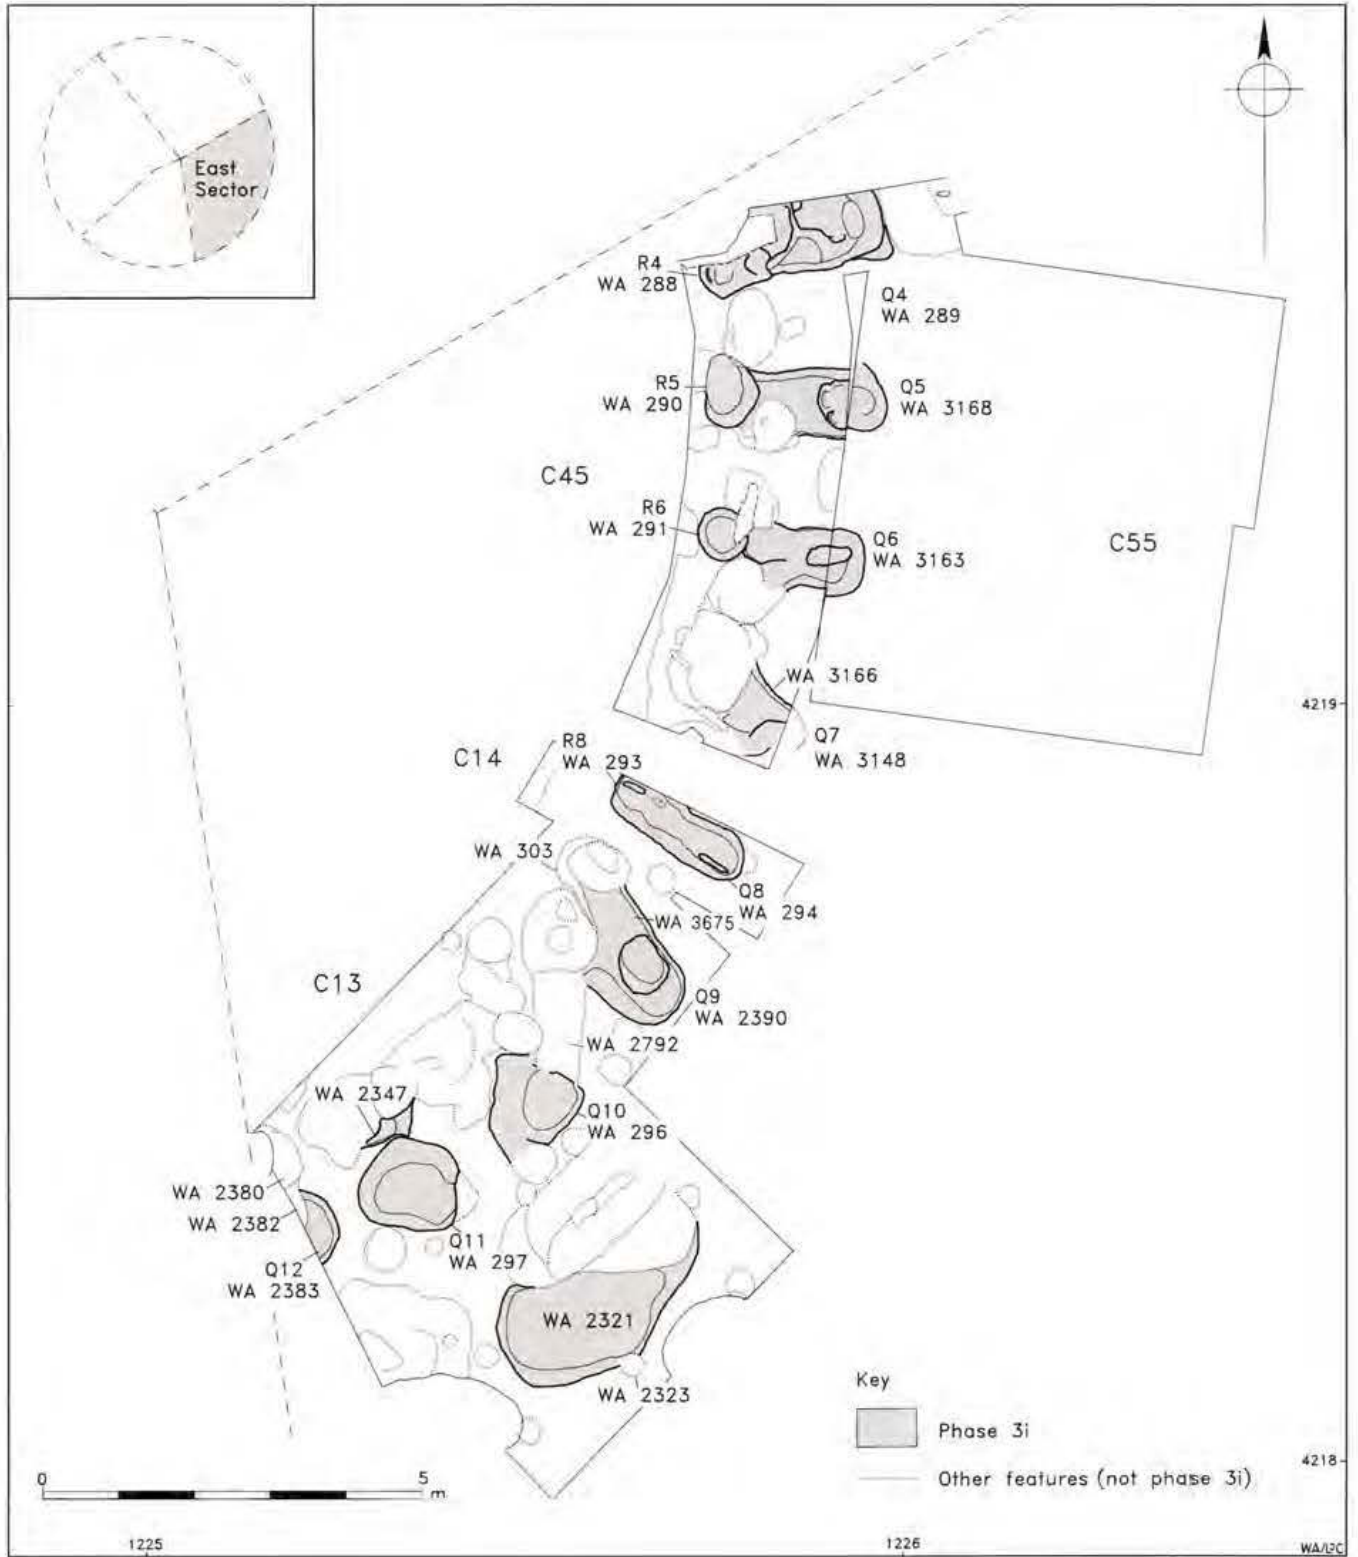 East
Sector
R4
WA 288
Q4
WA 289
R5
WA 290
Q5
WA 3168
C45
R6
WA 291
Q6
WA 3163
C55
WA 3166
4219
Q7
WA 3148
C14
R8
WA 293
WA 303
Q8
WA 294
WA 3675
C13
Q9
WA 2390
WA 2792
WA 2347
Q10
WA 296
WA 2380
WA 2382
Q11
WA 297
Q12
WA 2383
WA 2321
WA 2323
Key
Phase 3i
Other features (not phase 3i)
4218
0 5
m
1225 1226